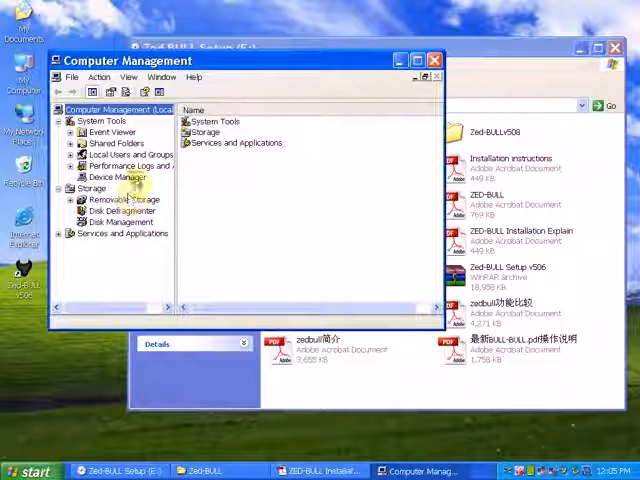 My Documents
My Computer
My Network Places
Recycle Bin
Internet Explorer
Zed-BULL v506
Zed-BULL Setup (E:)
Computer Management
File Action View Window Help
Computer Management (Local
System Tools
Event Viewer
Shared Folders
Local Users and Groups
Performance Logs and A
Device Manager
Storage
Removable Storage
Disk Defragmenter
Disk Management
Services and Applications
Name
System Tools
Storage
Services and Applications
Go
Zed-BULLv508
Installation instructions
Adobe Acrobat Document
449 KB
ZED-BULL
Adobe Acrobat Document
769 KB
ZED-BULL Installation Explain
Adobe Acrobat Document
449 KB
Zed-BULL Setup v506
WinRAR archive
18,958 KB
zedbull功能比较
Adobe Acrobat Document
4,271 KB
Details
zedbull简介
Adobe Acrobat Document
3,655 KB
最新BULL-BULL.pdf操作说明
Adobe Acrobat Document
1,758 KB
start
Zed-BULL Setup (E:)
Zed-BULL
ZED-BULL Installat...
Computer Manag...
12:05 PM